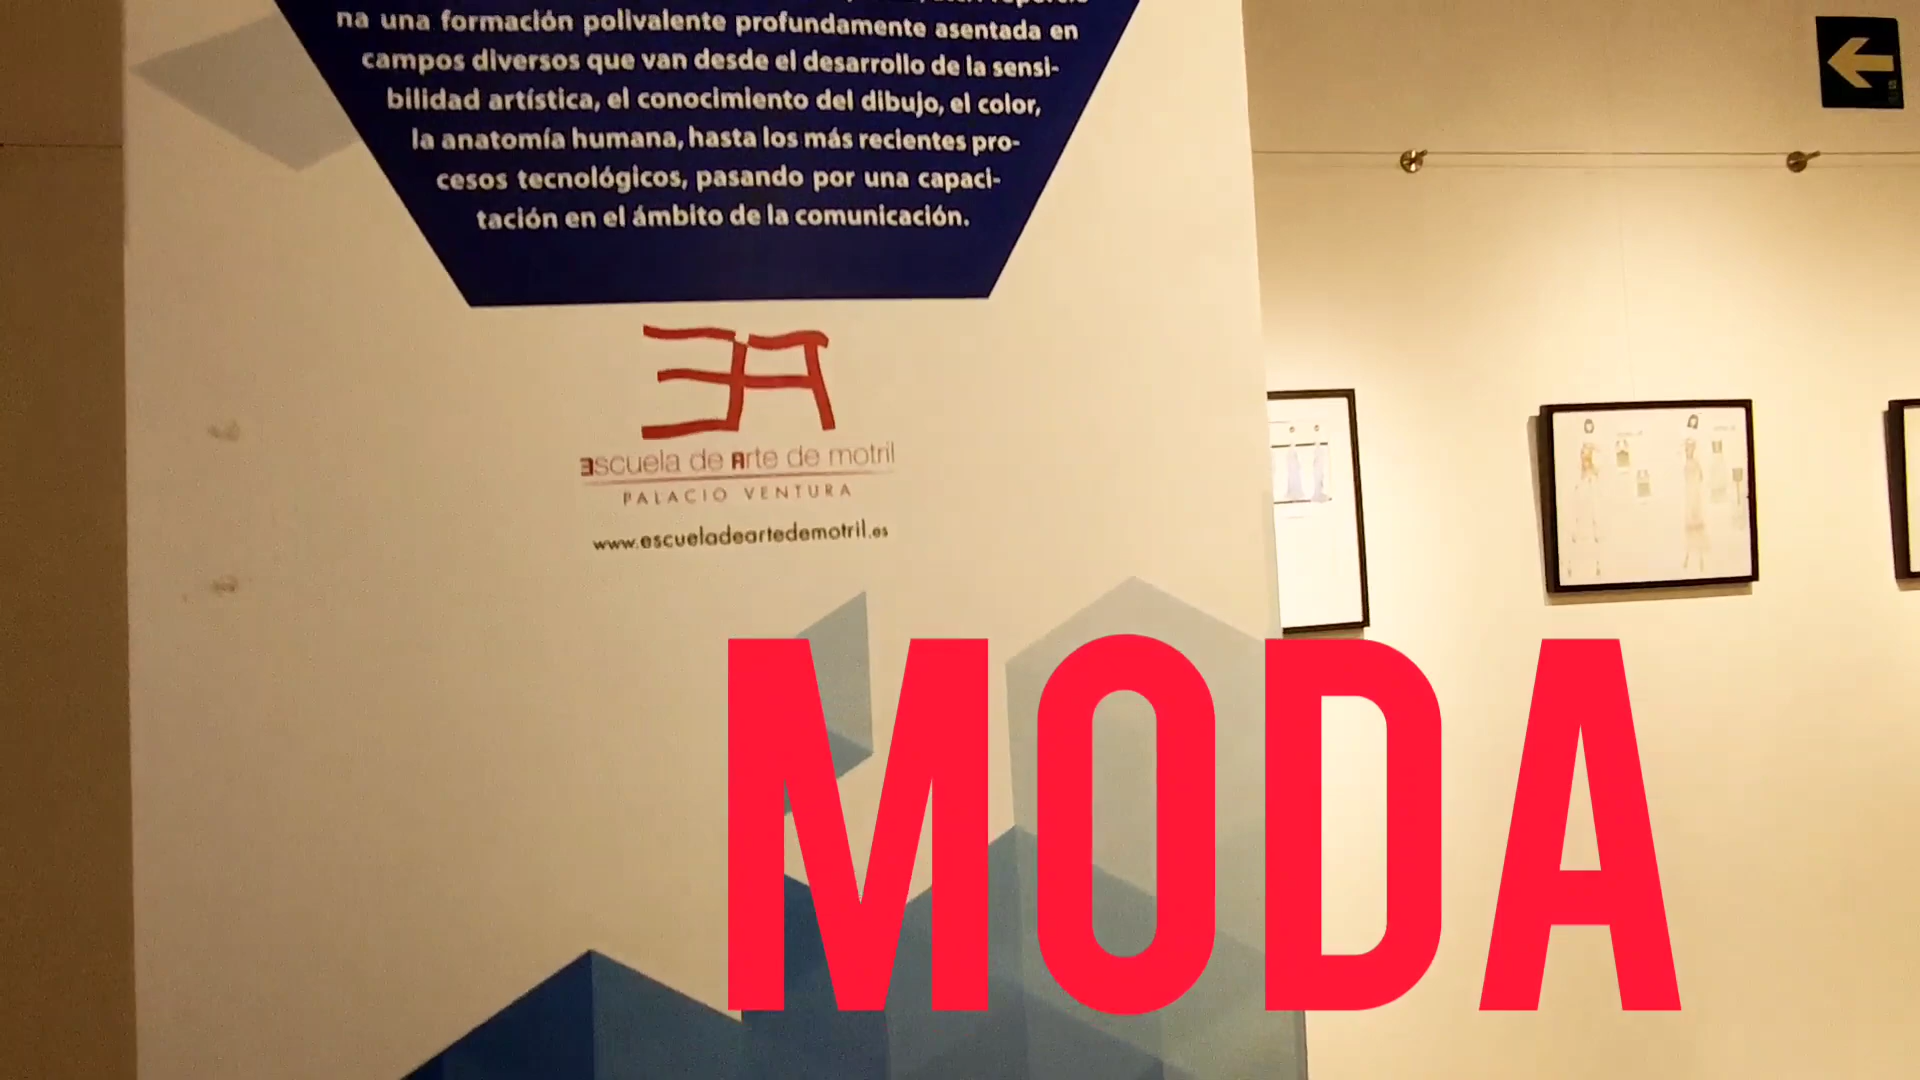 na una formación polivalente profundamente asentada en
campos diversos que van desde el desarrollo de la sensi-
bilidad artística, el conocimiento del dibujo, el color,
la anatomía humana, hasta los más recientes pro-
cesos tecnológicos, pasando por una capaci-
tación en el ámbito de la comunicación.
EA
Escuela de Arte de motril
PALACIO VENTURA
www.escueladeartedemotril.es
MODA